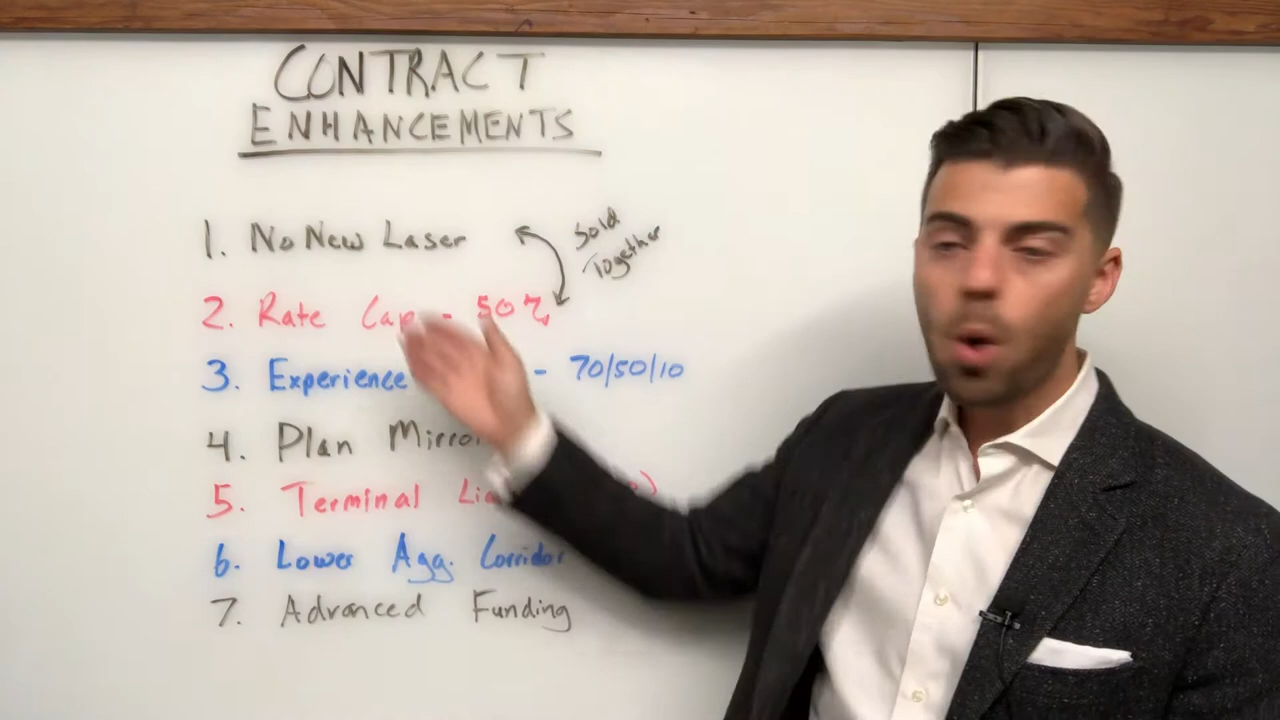 CONTRACT
ENHANCEMENTS
1. No New Laser
Sold
Together
2. Rate Cap - 50%
3. Experience - 70/50/10
4. Plan Mirror
5. Terminal
6. Lower Agg. Corridor
7. Advanced Funding